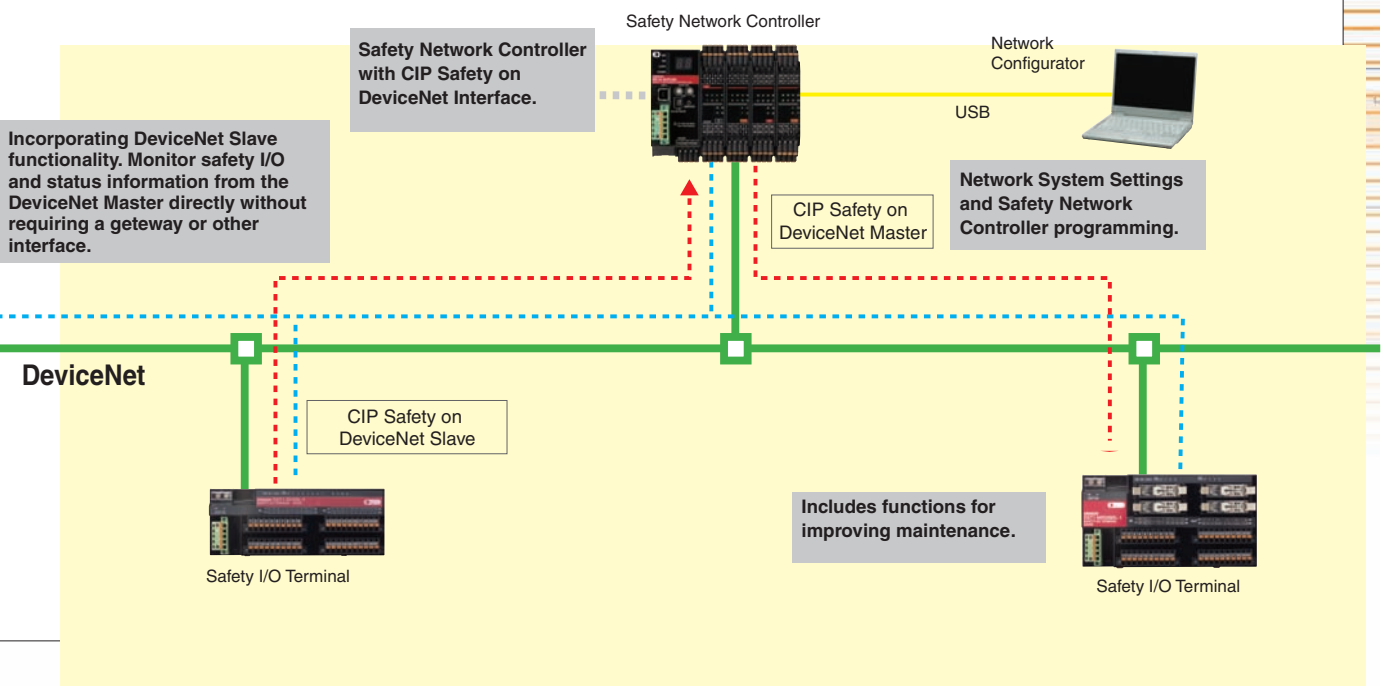 Safety Network Controller
Safety Network Controller
with CIP Safety on
DeviceNet Interface.
Network
Configurator
USB
Incorporating DeviceNet Slave
functionality. Monitor safety I/O
and status information from the
DeviceNet Master directly without
requiring a geteway or other
interface.
CIP Safety on
DeviceNet Master
Network System Settings
and Safety Network
Controller programming.
DeviceNet
CIP Safety on
DeviceNet Slave
Includes functions for
improving maintenance.
Safety I/O Terminal
Safety I/O Terminal